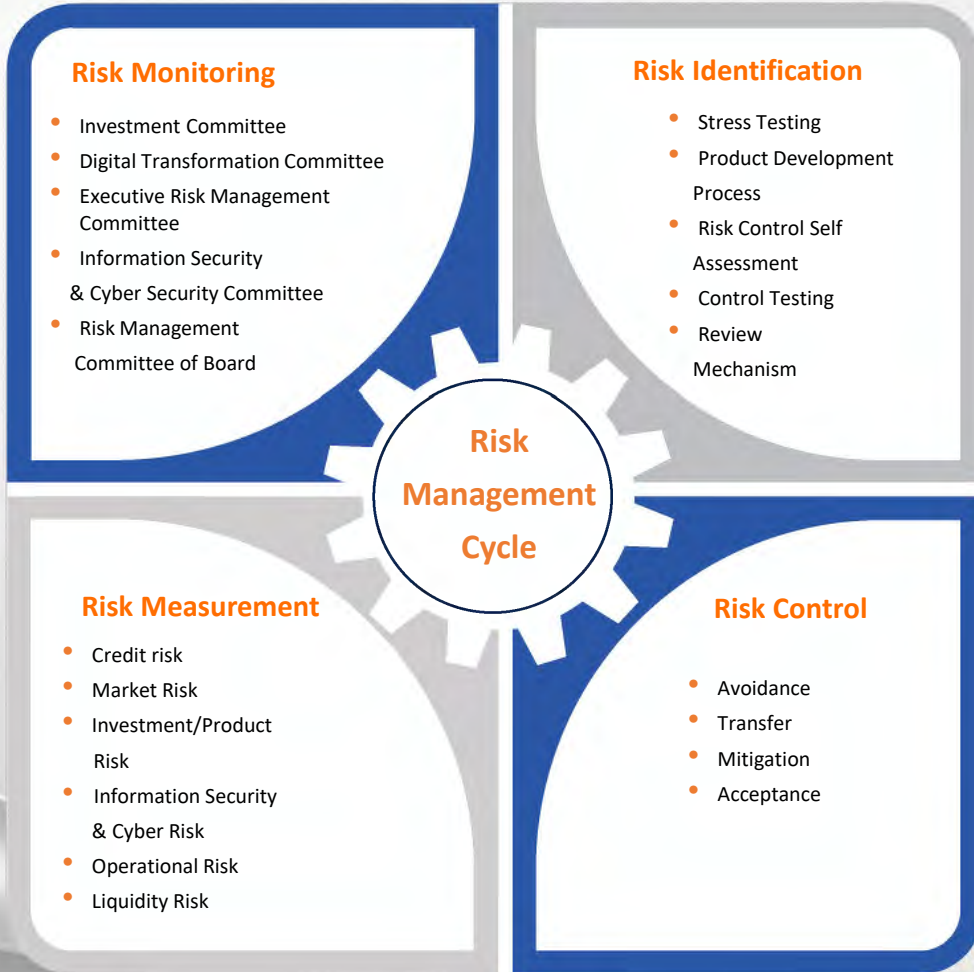 Risk Monitoring
• Investment Committee
• Digital Transformation Committee
• Executive Risk Management
Committee
• Information Security
& Cyber Security Committee
• Risk Management
Committee of Board
Risk Identification
• Stress Testing
• Product Development
Process
• Risk Control Self
Assessment
• Control Testing
• Review
Mechanism
Risk
Management
Cycle
Risk Measurement
• Credit risk
• Market Risk
• Investment/Product
Risk
• Information Security
& Cyber Risk
• Operational Risk
• Liquidity Risk
Risk Control
• Avoidance
• Transfer
• Mitigation
• Acceptance